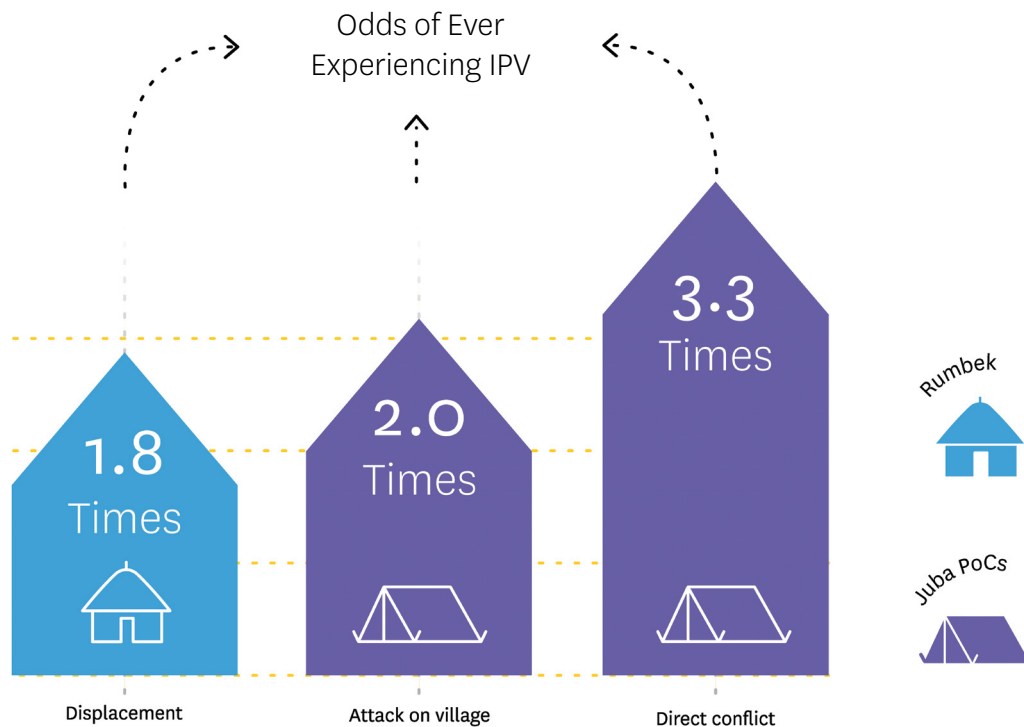 Odds of Ever
Experiencing IPV
1.8
Times
2.0
Times
3.3
Times
Rumbek
Juba PoCs
Displacement
Attack on village
Direct conflict